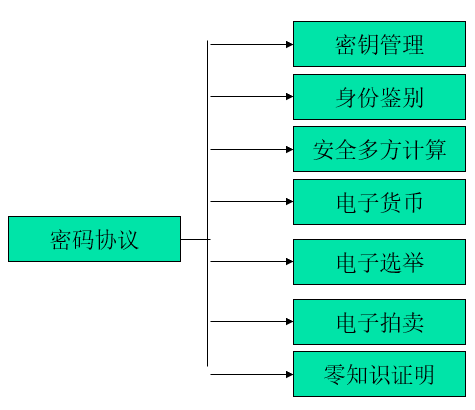 密钥管理
身份鉴别
安全多方计算
电子货币
密码协议
电子选举
电子拍卖
零知识证明